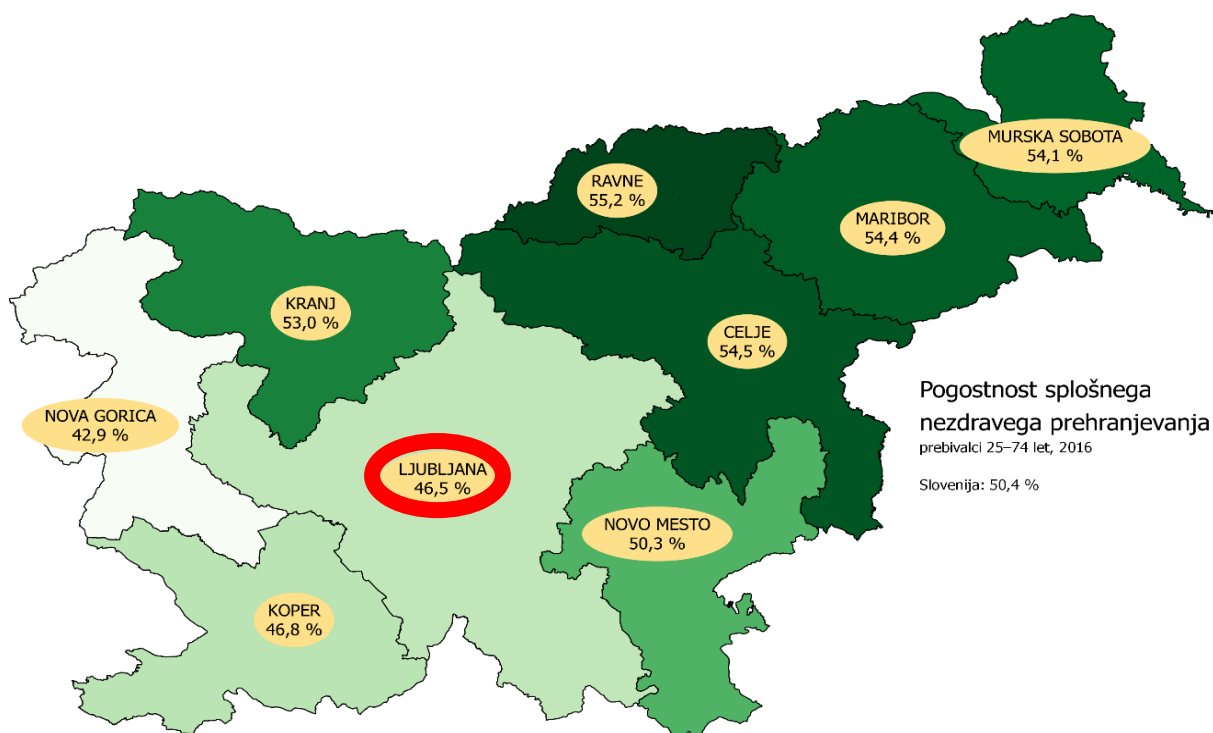 MURSKA SOBOTA
54,1 %
RAVNE
55,2 %
MARIBOR
54,4 %
KRANJ
53,0 %
CELJE
54,5 %
Pogostnost splošnega
nezdravega prehranjevanja
prebivalci 25–74 let, 2016
Slovenija: 50,4 %
NOVA GORICA
42,9 %
LJUBLJANA
46,5 %
NOVO MESTO
50,3 %
KOPER
46,8 %